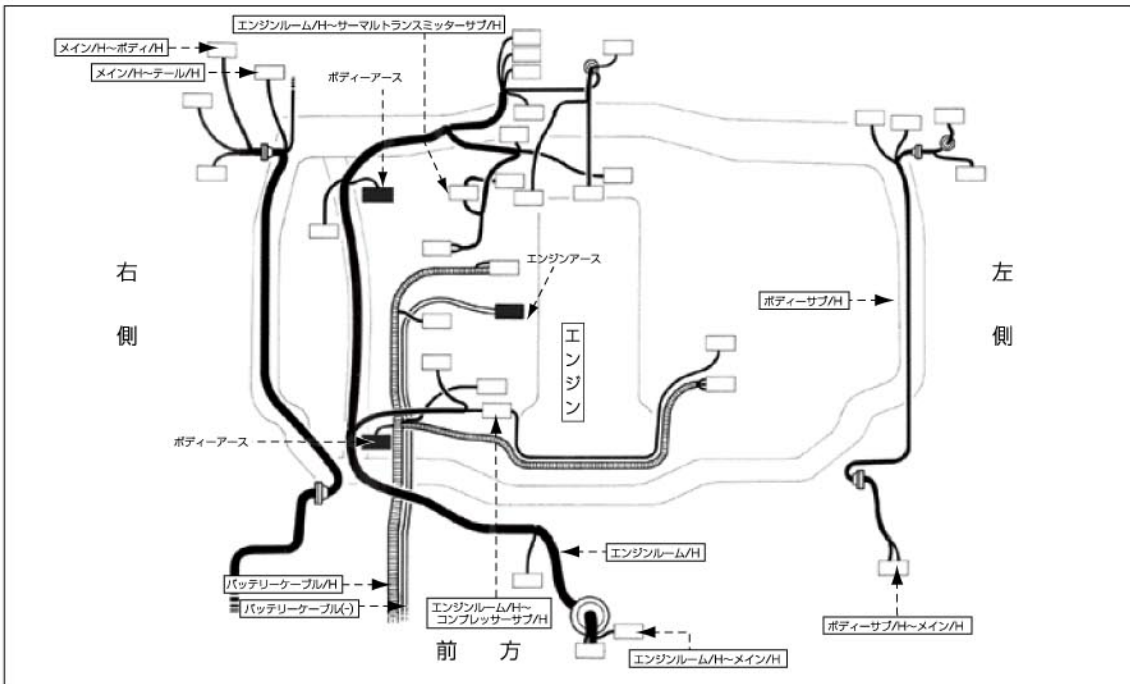 エンジンルーム/H～サーマルトランスミッターサブ/H
メイン/H～ボディ/H
メイン/H～テール/H
ボディーアース
右側
エンジンアース
エンジン
ボディーサブ/H
左側
ボディーアース
エンジンルーム/H
バッテリーケーブル/H
バッテリーケーブル(-)
エンジンルーム/H～
コンプレッサーサブ/H
ボディーサブ/H～メイン/H
前方
エンジンルーム/H～メイン/H